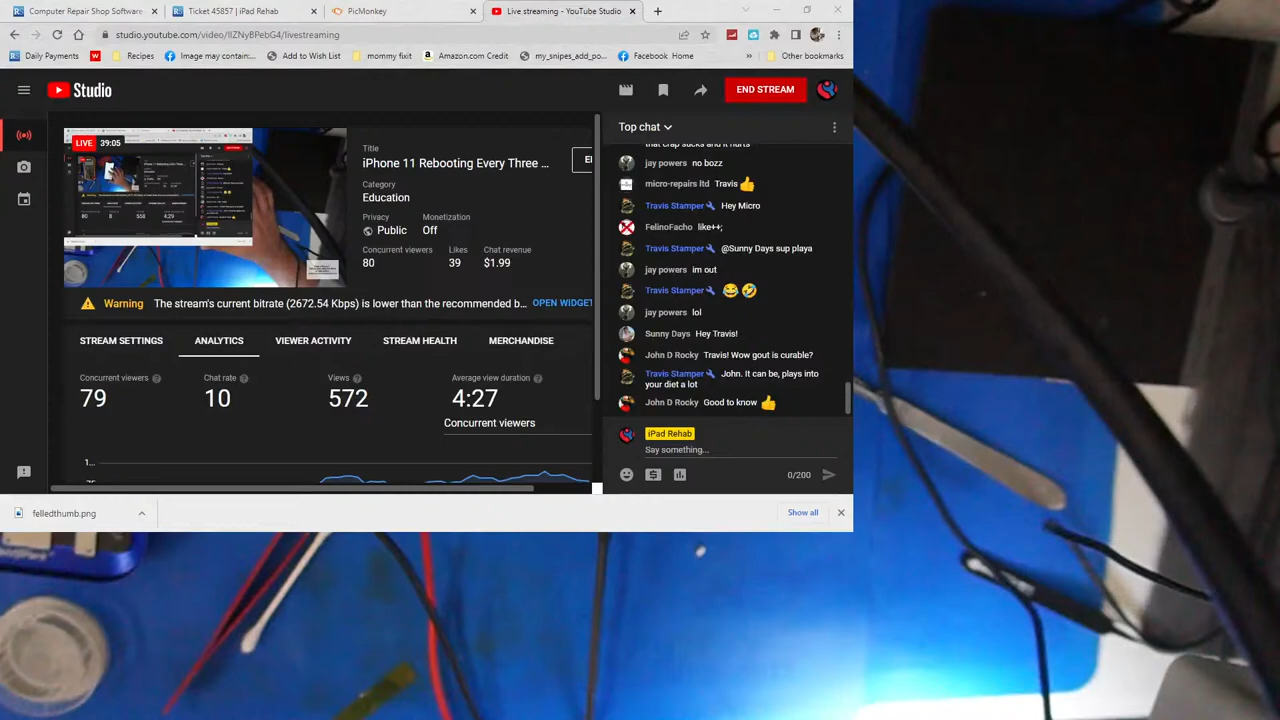 Computer Repair Shop Software
Ticket 45857 | iPad Rehab
PicMonkey
Live streaming - YouTube Studio
studio.youtube.com/video/lIZNyBPebG4/livestreaming
Daily Payments
Recipes
Image may contain:...
Add to Wish List
mommy fixit
Amazon.com Credit
my_snipes_add_po...
Facebook Home
»
Other bookmarks
Studio
END STREAM
LIVE 39:05
Title
iPhone 11 Rebooting Every Three ...
Category
Education
Privacy
Public
Monetization
Off
Concurrent viewers
80
Likes
39
Chat revenue
$1.99
Warning The stream's current bitrate (2672.54 Kbps) is lower than the recommended b... OPEN WIDGET
STREAM SETTINGS
ANALYTICS
VIEWER ACTIVITY
STREAM HEALTH
MERCHANDISE
Concurrent viewers
79
Chat rate
10
Views
572
Average view duration
4:27
Concurrent viewers
1...
75
Top chat
that crap sucks and it hurts
jay powers no bozz
micro-repairs ltd Travis
Travis Stamper Hey Micro
FelinoFacho like++;
Travis Stamper @Sunny Days sup playa
jay powers im out
Travis Stamper
jay powers lol
Sunny Days Hey Travis!
John D Rocky Travis! Wow gout is curable?
Travis Stamper John. It can be, plays into
your diet a lot
John D Rocky Good to know
iPad Rehab
Say something...
0/200
felledthumb.png
Show all